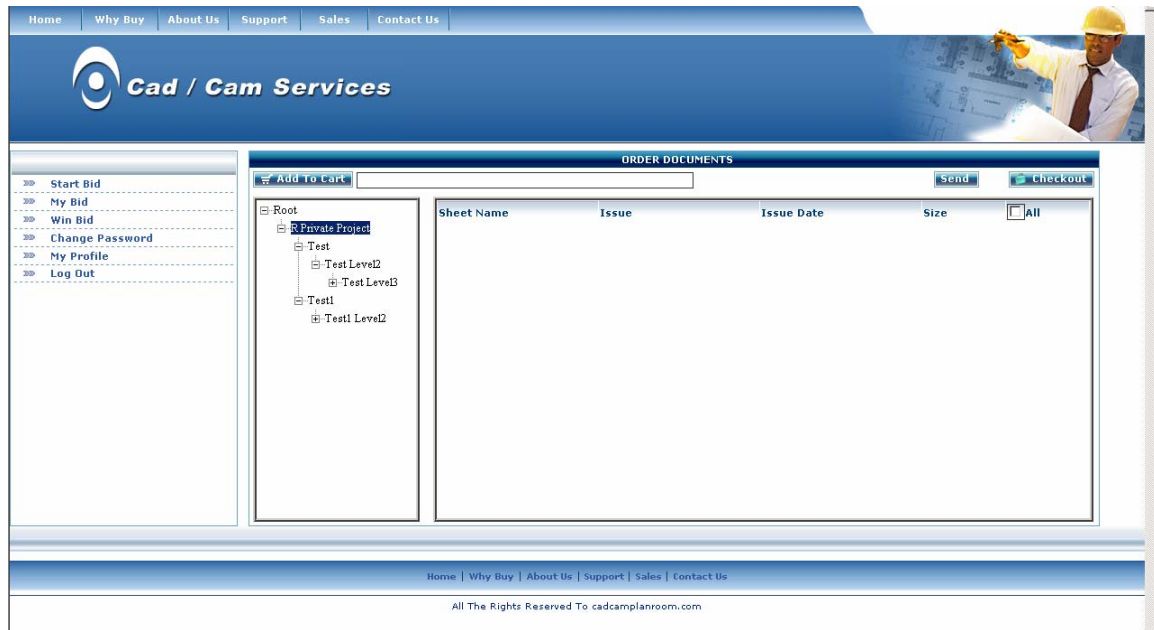 Home Why Buy About Us Support Sales Contact Us
Cad / Cam Services
ORDER DOCUMENTS
Add To Cart Send Checkout
Start Bid
My Bid
Win Bid
Change Password
My Profile
Log Out
Root
R Private Project
Test
Test Level2
Test Level3
Test1
Test1 Level2
Sheet Name Issue Issue Date Size All
Home | Why Buy | About Us | Support | Sales | Contact Us
All The Rights Reserved To cadcamplanroom.com